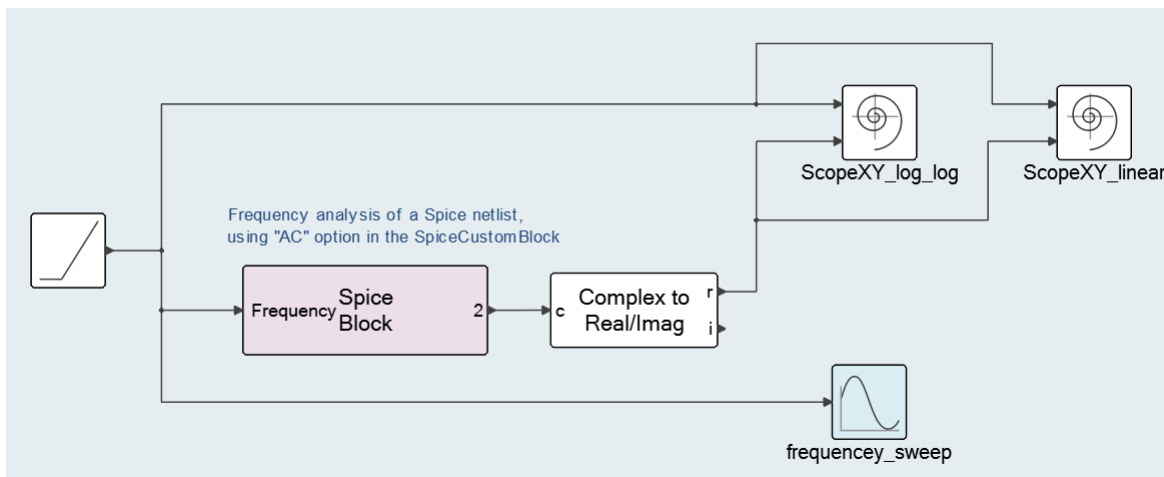 ScopeXY_log_log
ScopeXY_linear
Frequency analysis of a Spice netlist,
using "AC" option in the SpiceCustomBlock
Frequency
Spice
Block
2
c
Complex to
Real/Imag
r
i
frequencey_sweep